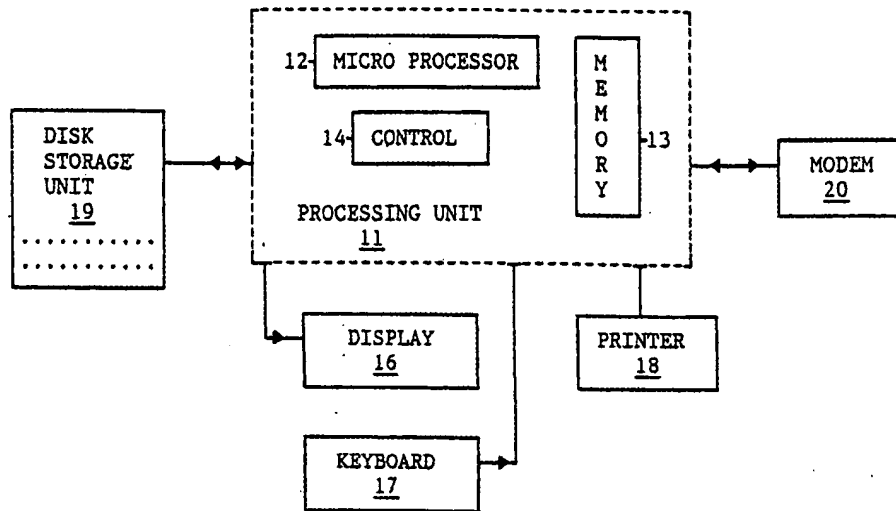 12
MICRO PROCESSOR
14
CONTROL
MEMORY
13
PROCESSING UNIT
11
DISK
STORAGE
UNIT
19
MODEM
20
DISPLAY
16
PRINTER
18
KEYBOARD
17